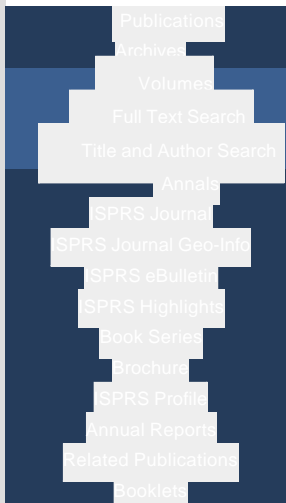 Publications
Archives
Volumes
Full Text Search
Title and Author Search
Annals
ISPRS Journal
ISPRS Journal Geo-Info
ISPRS eBulletin
ISPRS Highlights
Book Series
Brochure
ISPRS Profile
Annual Reports
Related Publications
Booklets